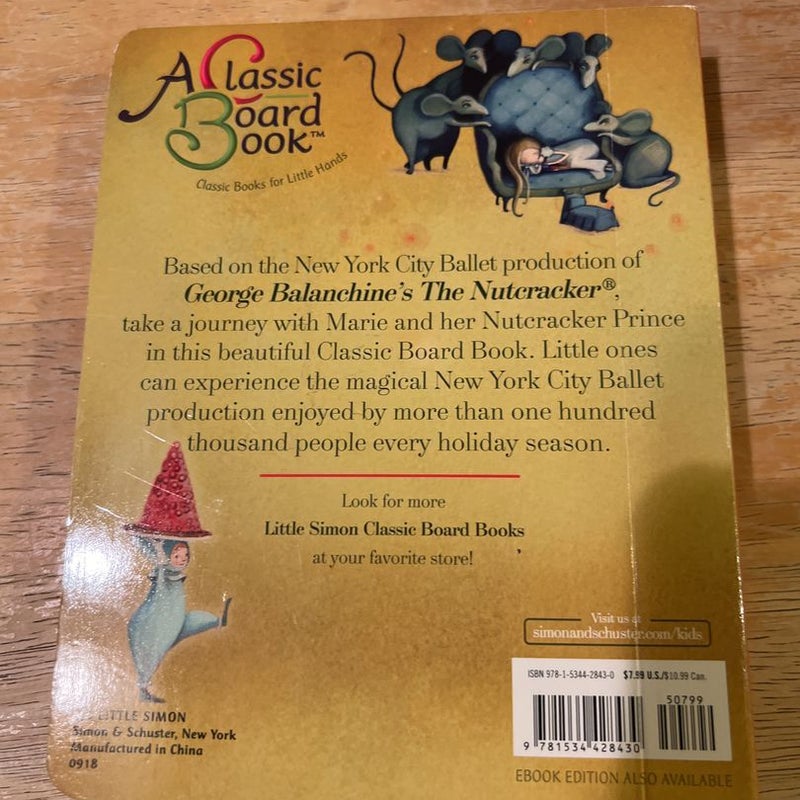 A Classic
Board
Book™
Classic Books for Little Hands
Based on the New York City Ballet production of
George Balanchine's The Nutcracker®,
take a journey with Marie and her Nutcracker Prince
in this beautiful Classic Board Book. Little ones
can experience the magical New York City Ballet
production enjoyed by more than one hundred
thousand people every holiday season.
Look for more
Little Simon Classic Board Books
at your favorite store!
Visit us at
simonandschuster.com/kids
ISBN 978-1-5344-2843-0 $7.99 U.S./$10.99 Can.
50799
9 781534 428430
EBOOK EDITION ALSO AVAILABLE
LITTLE SIMON
Simon & Schuster, New York
Manufactured in China
0918